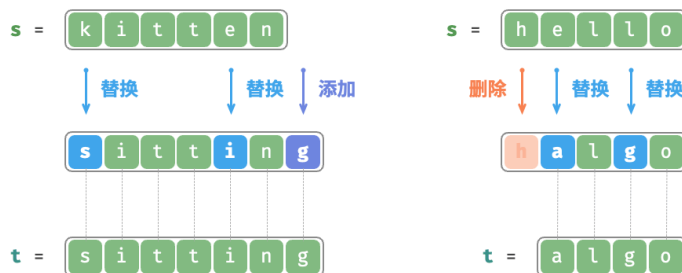 s = k i t t e n
替换 替换 添加
s i t t i n g
t = s i t t i n g
s = h e l l o
删除 替换 替换
h a l g o
t = a l g o